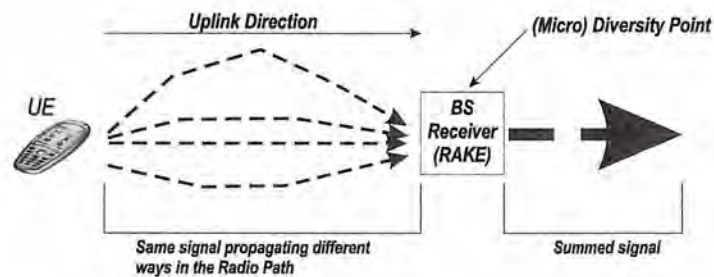 Uplink Direction
(Micro) Diversity Point
UE
BS
Receiver
(RAKE)
Same signal propagating different
ways in the Radio Path
Summed signal